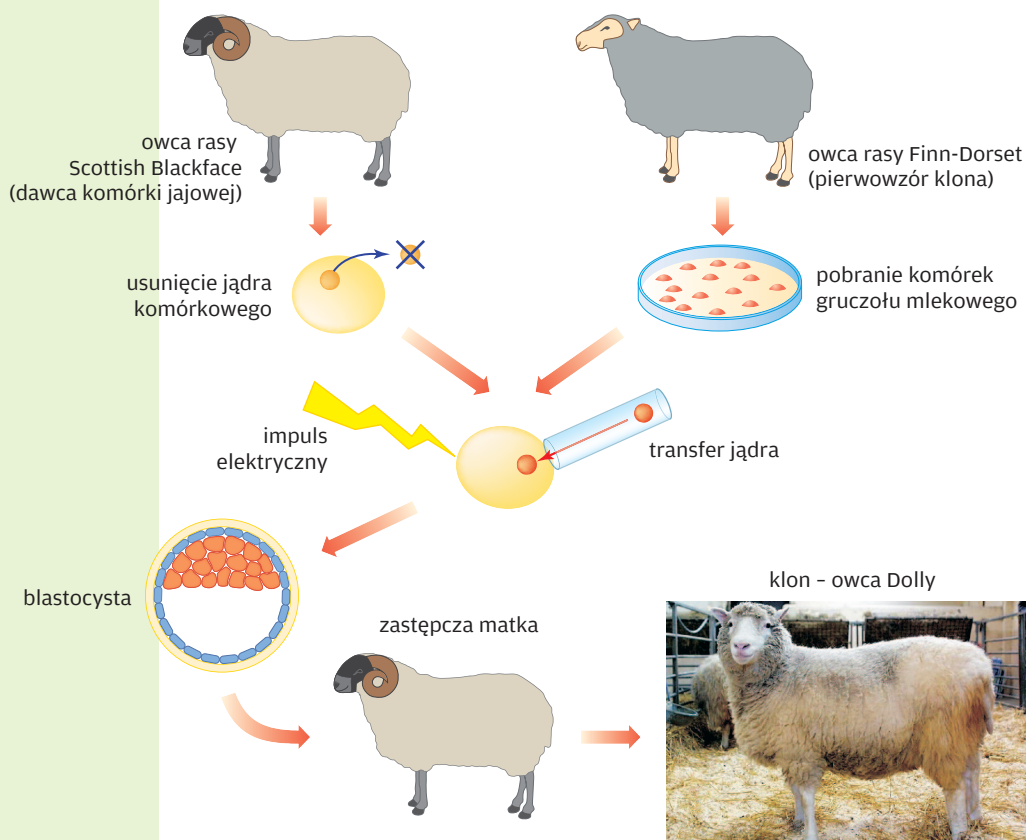 owca rasy
Scottish Blackface
(dawca komórki jajowej)
owca rasy Finn-Dorset
(pierwowzór klona)
usunięcie jądra
komórkowego
pobranie komórek
gruczołu mlekowego
impuls
elektryczny
transfer jądra
blastocysta
zastępcza matka
klon – owca Dolly